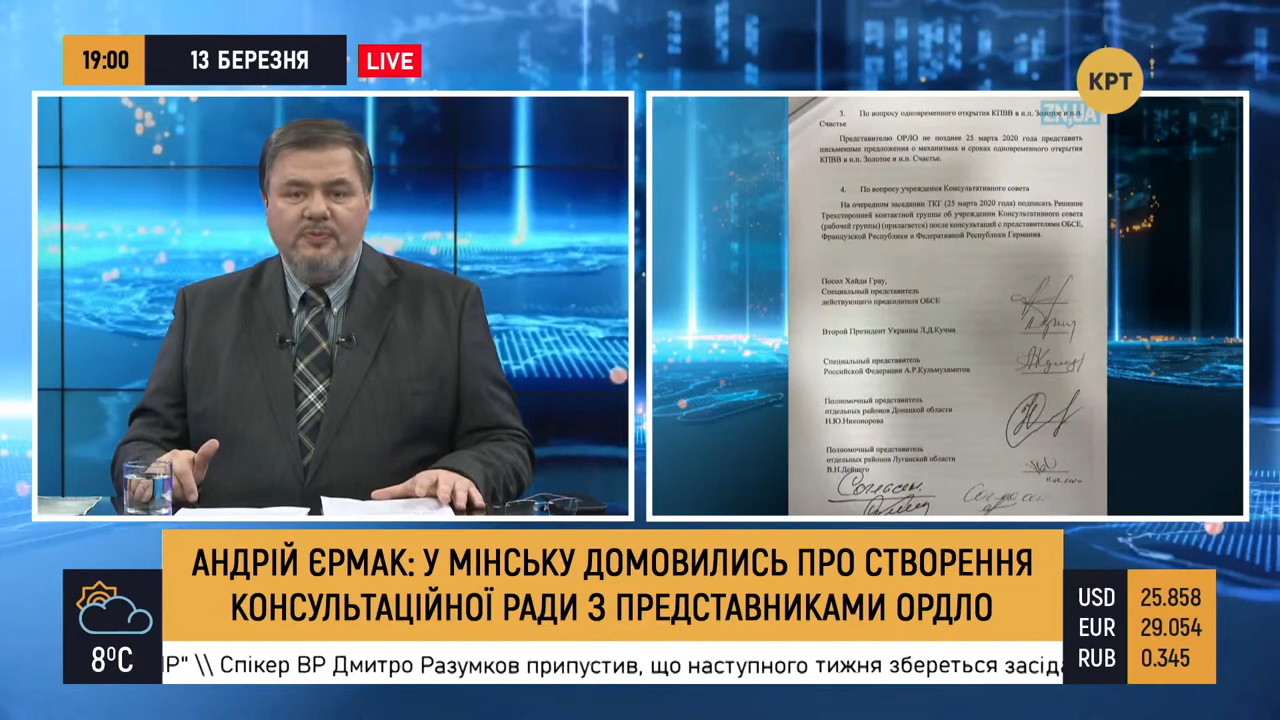 19:00
13 БЕРЕЗНЯ
LIVE
КРТ
ZN,UA
3. По вопросу одновременного открытия КПВВ в н.п. Золотое и н.п.
Счастье
Представителю ОРЛО не позднее 25 марта 2020 года представить
письменные предложения о механизмах и сроках одновременного открытия
КПВВ в н.п. Золотое и н.п. Счастье.
4. По вопросу учреждения Консультативного совета
На очередном заседании ТКГ (25 марта 2020 года) подписать Решение
Трехсторонней контактной группы об учреждении Консультативного совета
(рабочей группы) (прилагается) после консультаций с представителями ОБСЕ,
Французской Республики и Федеративной Республики Германия.
Посол Хайди Грау,
Специальный представитель
действующего председателя ОБСЕ
Второй Президент Украины Л.Д.Кучма
Специальный представитель
Российской Федерации А.Р.Кульмухаметов
Полномочный представитель
отдельных районов Донецкой области
Н.Ю.Никонорова
Полномочный представитель
отдельных районов Луганской области
В.Н.Дейнего
Согласен.
АНДРІЙ ЄРМАК: У МІНСЬКУ ДОМОВИЛИСЬ ПРО СТВОРЕННЯ
КОНСУЛЬТАЦІЙНОЇ РАДИ З ПРЕДСТАВНИКАМИ ОРДЛО
8ºC
Р" \\ Спікер ВР Дмитро Разумков припустив, що наступного тижня збереться засіда
USD 25.858
EUR 29.054
RUB 0.345